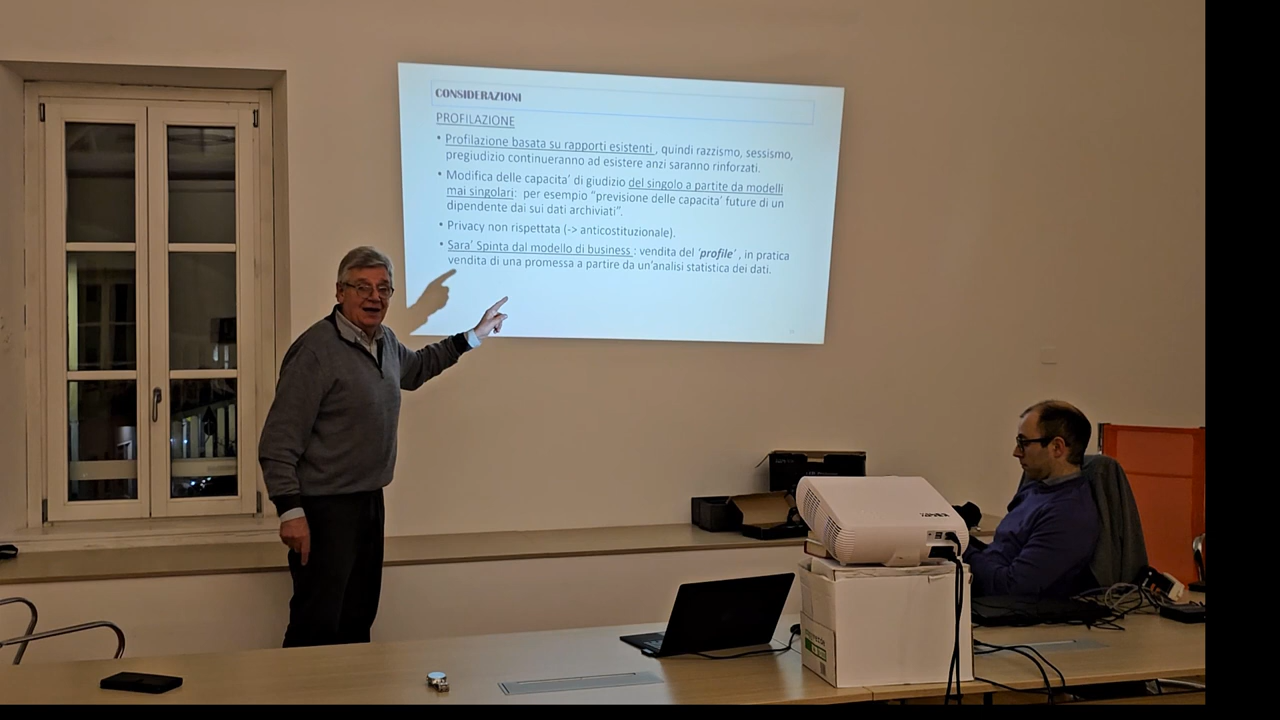 CONSIDERAZIONI
PROFILAZIONE
• Profilazione basata su rapporti esistenti , quindi razzismo, sessismo,
pregiudizio continueranno ad esistere anzi saranno rinforzati.
• Modifica delle capacita' di giudizio del singolo a partite da modelli
mai singolari: per esempio "previsione delle capacita' future di un
dipendente dai sui dati archiviati".
• Privacy non rispettata (-> anticostituzionale).
• Sara' Spinta dal modello di business : vendita del 'profile' , in pratica
vendita di una promessa a partire da un'analisi statistica dei dati.